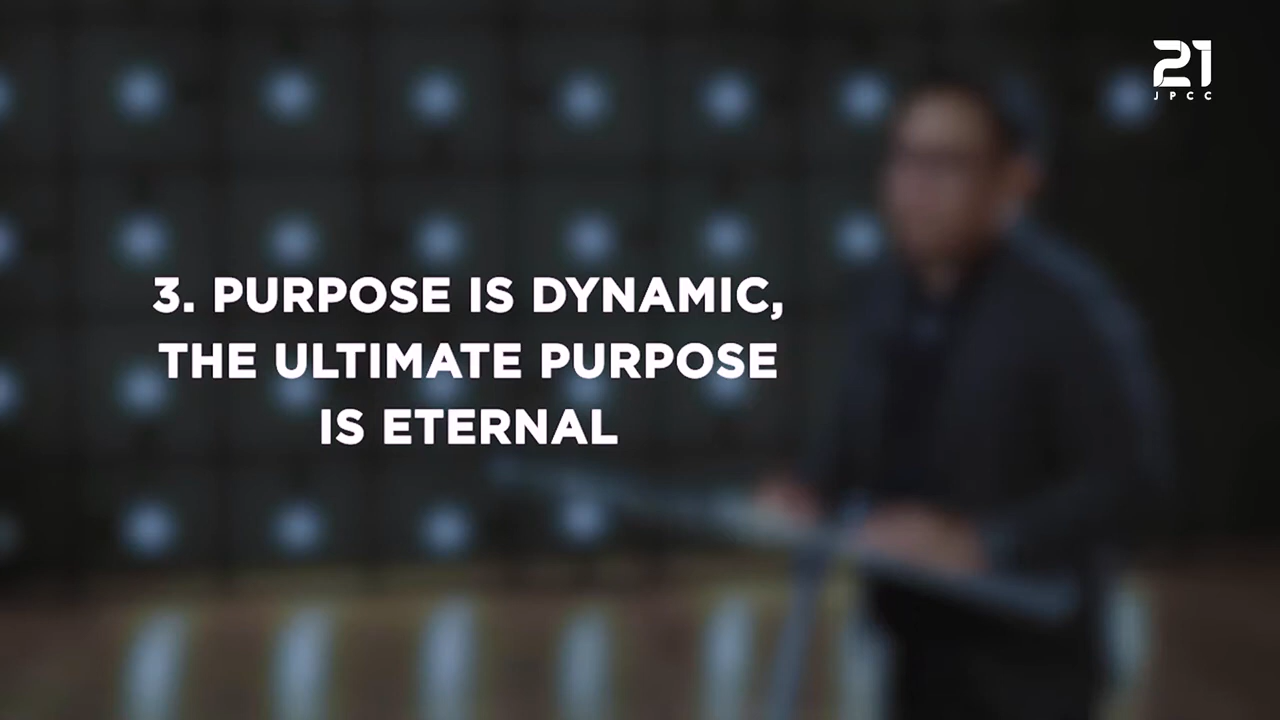 21
JPCC
3. PURPOSE IS DYNAMIC,
THE ULTIMATE PURPOSE
IS ETERNAL